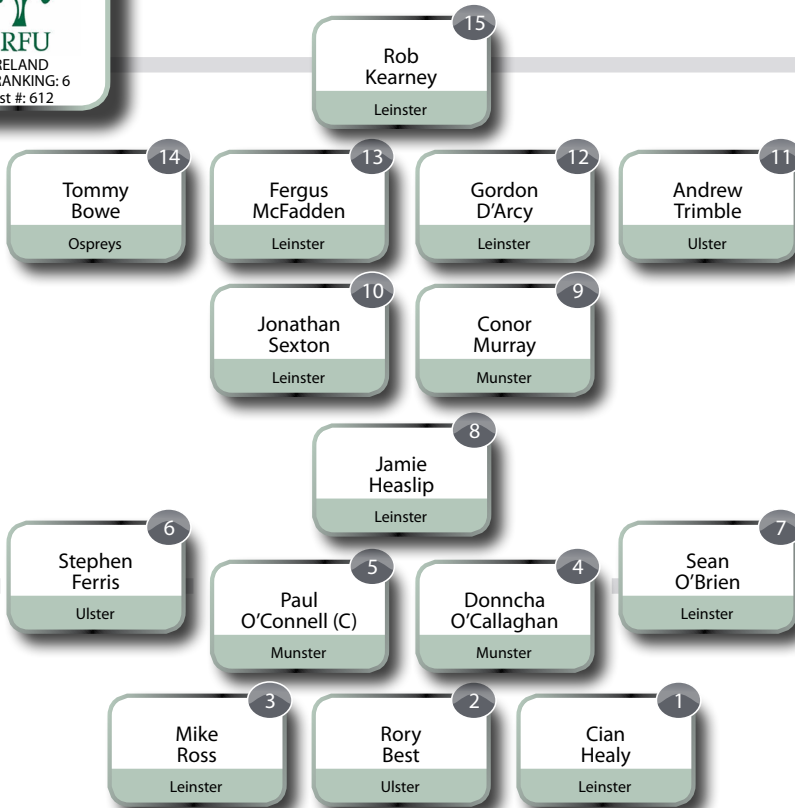 RFU
RANKING: 6
#: 612
15
Rob
Kearney
Leinster
14
Tommy
Bowe
Ospreys
13
Fergus
McFadden
Leinster
12
Gordon
D'Arcy
Leinster
11
Andrew
Trimble
Ulster
10
Jonathan
Sexton
Leinster
9
Conor
Murray
Munster
8
Jamie
Heaslip
Leinster
6
Stephen
Ferris
Ulster
5
Paul
O'Connell (C)
Munster
4
Donncha
O'Callaghan
Munster
7
Sean
O'Brien
Leinster
3
Mike
Ross
Leinster
2
Rory
Best
Ulster
1
Cian
Healy
Leinster